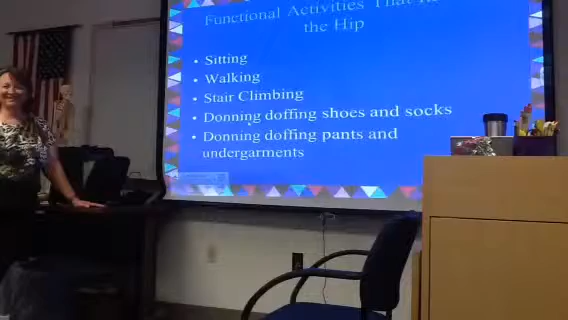 Functional Activities That
the Hip
• Sitting
• Walking
• Stair Climbing
• Donning doffing shoes and socks
• Donning doffing pants and
undergarments